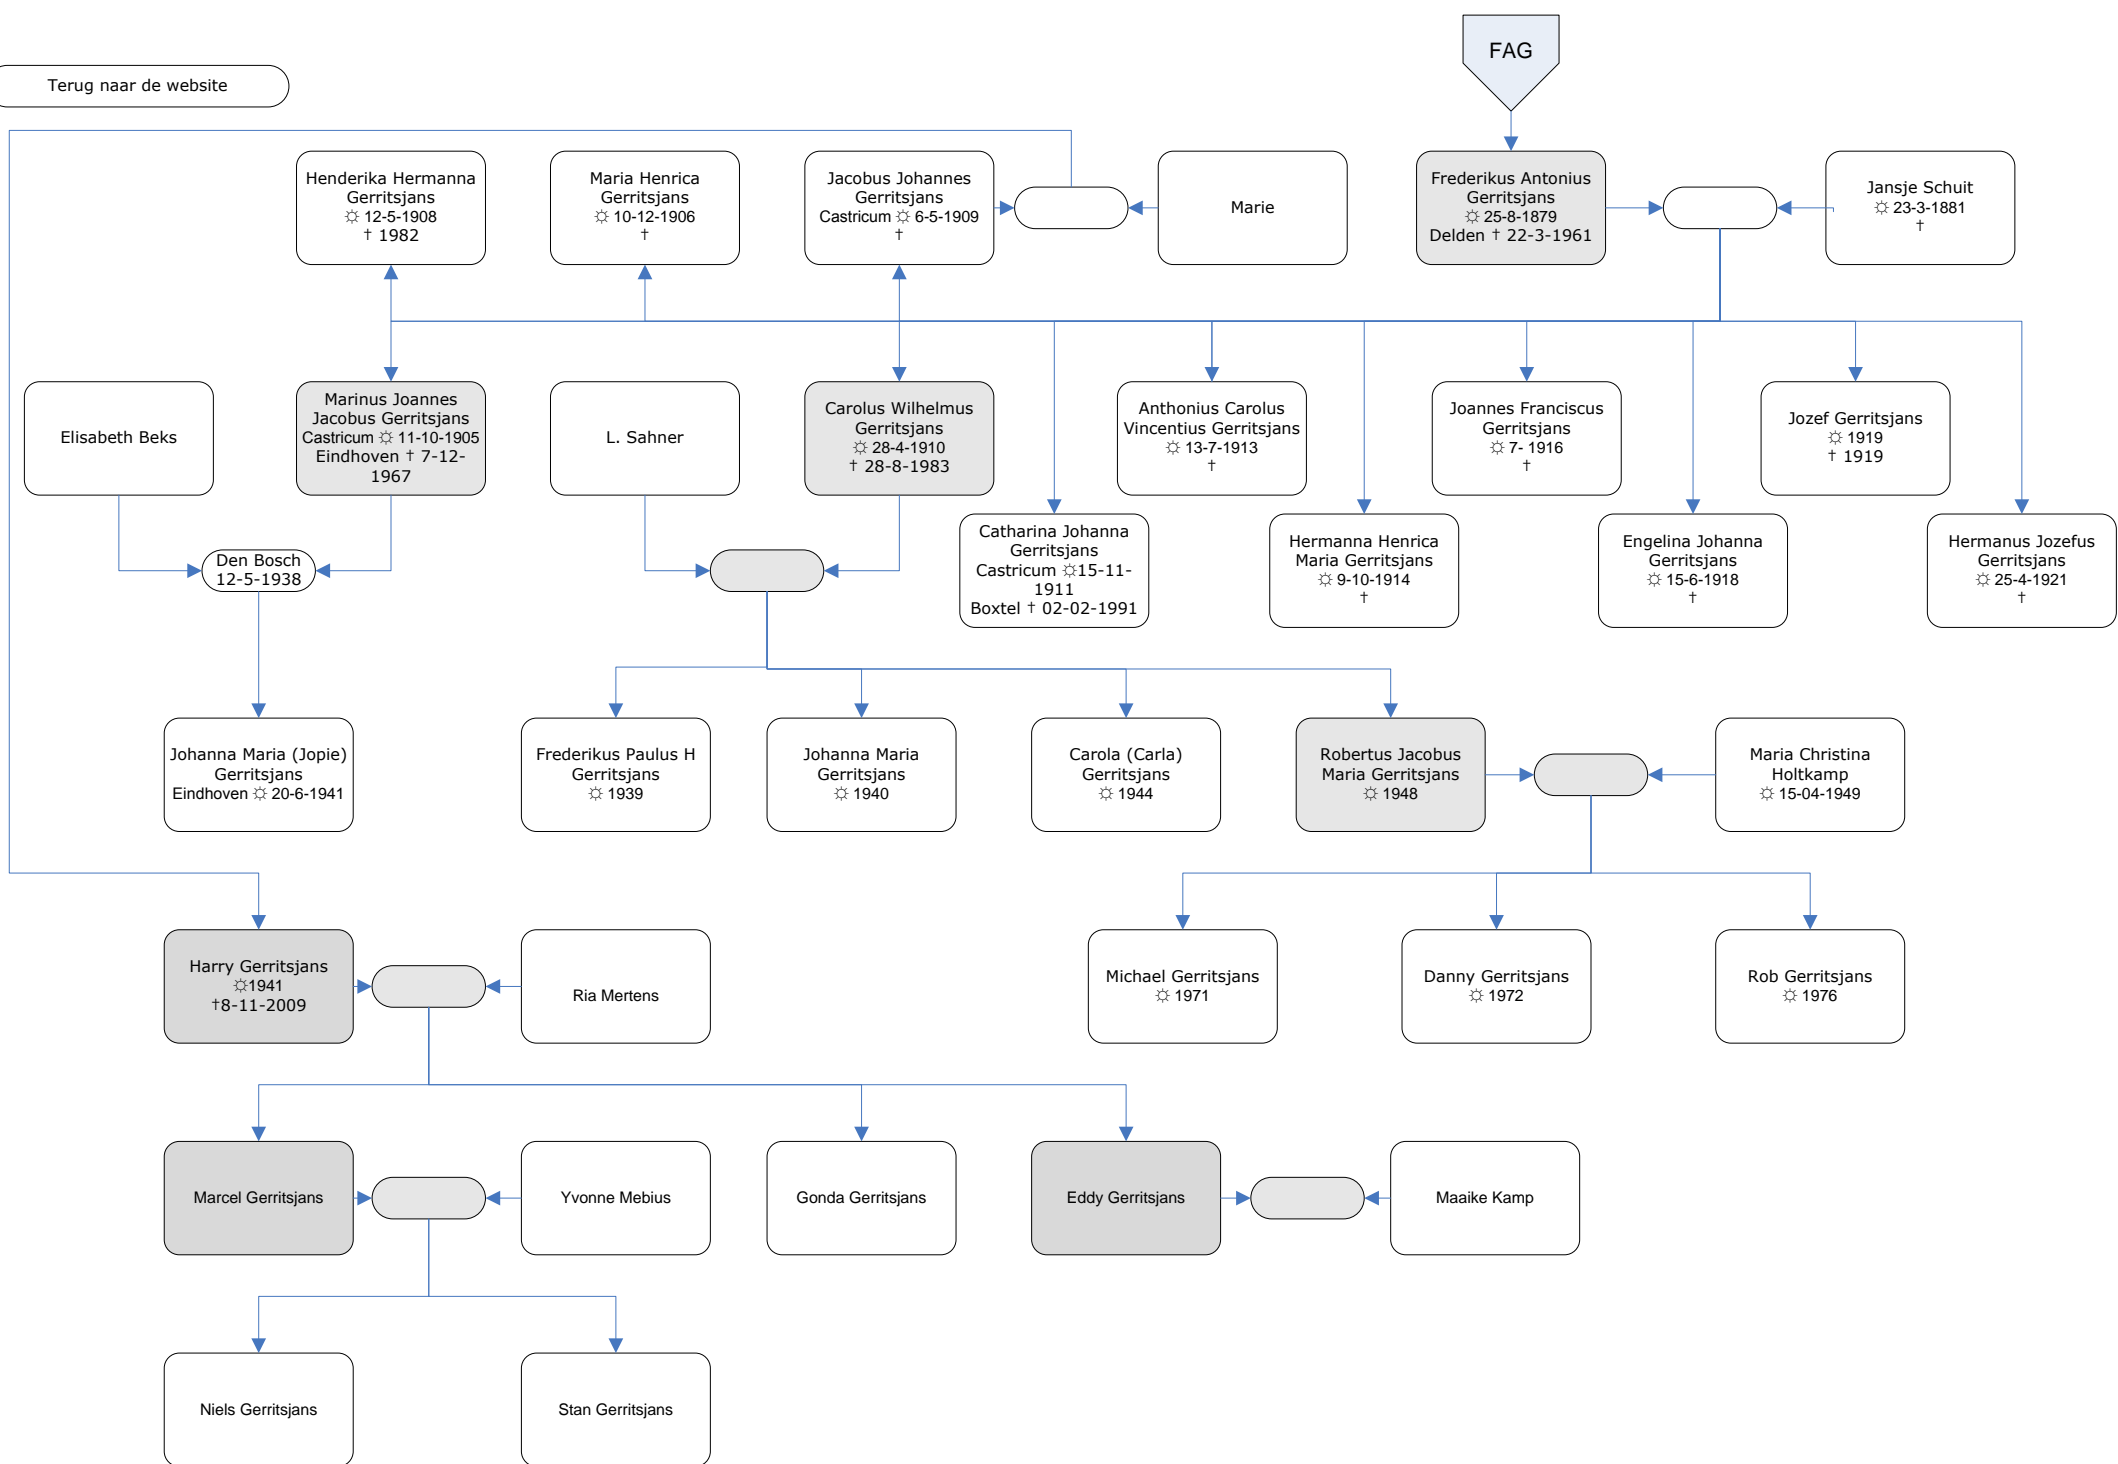 FAG
Terug naar de website
Henderika Hermanna
Gerritsjans
☼ 12-5-1908
† 1982
Maria Henrica
Gerritsjans
☼ 10-12-1906
†
Jacobus Johannes
Gerritsjans
Castricum ☼ 6-5-1909
†
Marie
Frederikus Antonius
Gerritsjans
☼ 25-8-1879
Delden † 22-3-1961
Jansje Schuit
☼ 23-3-1881
†
Elisabeth Beks
Marinus Joannes
Jacobus Gerritsjans
Castricum ☼ 11-10-1905
Eindhoven † 7-12-
1967
L. Sahner
Carolus Wilhelmus
Gerritsjans
☼ 28-4-1910
† 28-8-1983
Anthonius Carolus
Vincentius Gerritsjans
☼ 13-7-1913
†
Joannes Franciscus
Gerritsjans
☼ 7- 1916
†
Jozef Gerritsjans
☼ 1919
† 1919
Den Bosch
12-5-1938
Catharina Johanna
Gerritsjans
Castricum ☼15-11-
1911
Boxtel † 02-02-1991
Hermanna Henrica
Maria Gerritsjans
☼ 9-10-1914
†
Engelina Johanna
Gerritsjans
☼ 15-6-1918
†
Hermanus Jozefus
Gerritsjans
☼ 25-4-1921
†
Johanna Maria (Jopie)
Gerritsjans
Eindhoven ☼ 20-6-1941
Frederikus Paulus H
Gerritsjans
☼ 1939
Johanna Maria
Gerritsjans
☼ 1940
Carola (Carla)
Gerritsjans
☼ 1944
Robertus Jacobus
Maria Gerritsjans
☼ 1948
Maria Christina
Holtkamp
☼ 15-04-1949
Harry Gerritsjans
☼1941
†8-11-2009
Ria Mertens
Michael Gerritsjans
☼ 1971
Danny Gerritsjans
☼ 1972
Rob Gerritsjans
☼ 1976
Marcel Gerritsjans
Yvonne Mebius
Gonda Gerritsjans
Eddy Gerritsjans
Maaike Kamp
Niels Gerritsjans
Stan Gerritsjans